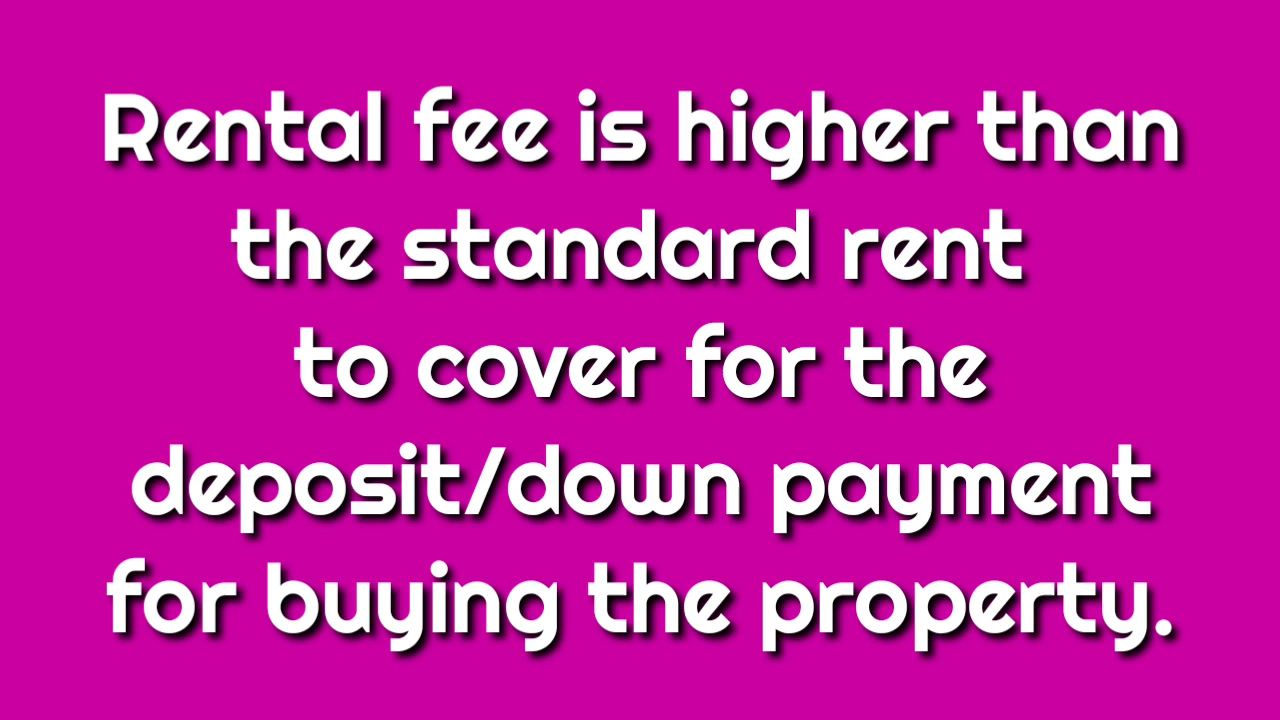 Rental fee is higher than
the standard rent
to cover for the
deposit/down payment
for buying the property.